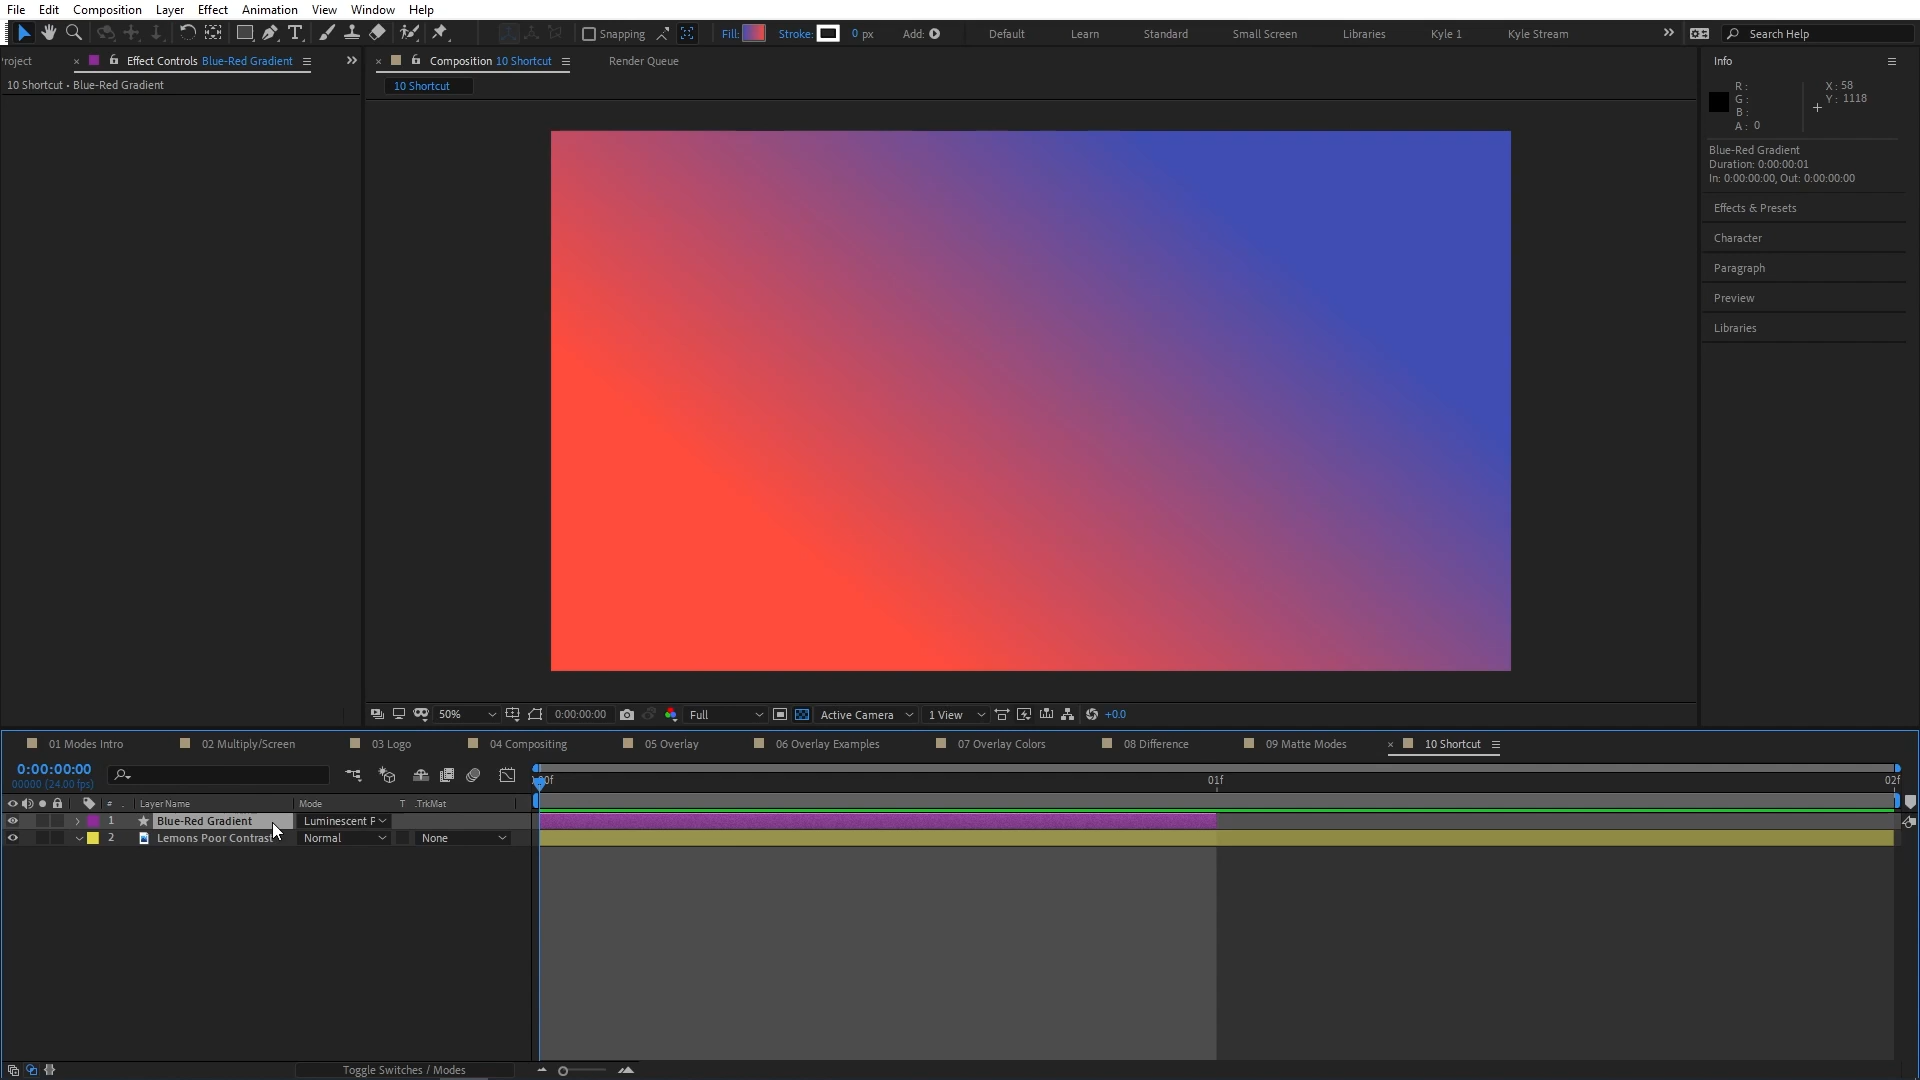 File Edit Composition Layer Effect Animation View Window Help
Snapping Fill: Stroke: 0 px Add: Default Learn Standard Small Screen Libraries Kyle 1 Kyle Stream Search Help
roject × Effect Controls Blue-Red Gradient × Composition 10 Shortcut Render Queue Info
10 Shortcut • Blue-Red Gradient
10 Shortcut
R :
G :
B :
A : 0
X : 58
Y : 1118
Blue-Red Gradient
Duration: 0:00:00:01
In: 0:00:00:00, Out: 0:00:00:00
Effects & Presets
Character
Paragraph
Preview
Libraries
50% 0:00:00:00 Full Active Camera 1 View +0.0
01 Modes Intro 02 Multiply/Screen 03 Logo 04 Compositing 05 Overlay 06 Overlay Examples 07 Overlay Colors 08 Difference 09 Matte Modes × 10 Shortcut
0:00:00:00
00000 (24.00 fps)
00f 01f 02f
# . Layer Name Mode T .TrkMat
1 Blue-Red Gradient Luminescent P
2 Lemons Poor Contrast Normal None
Toggle Switches / Modes